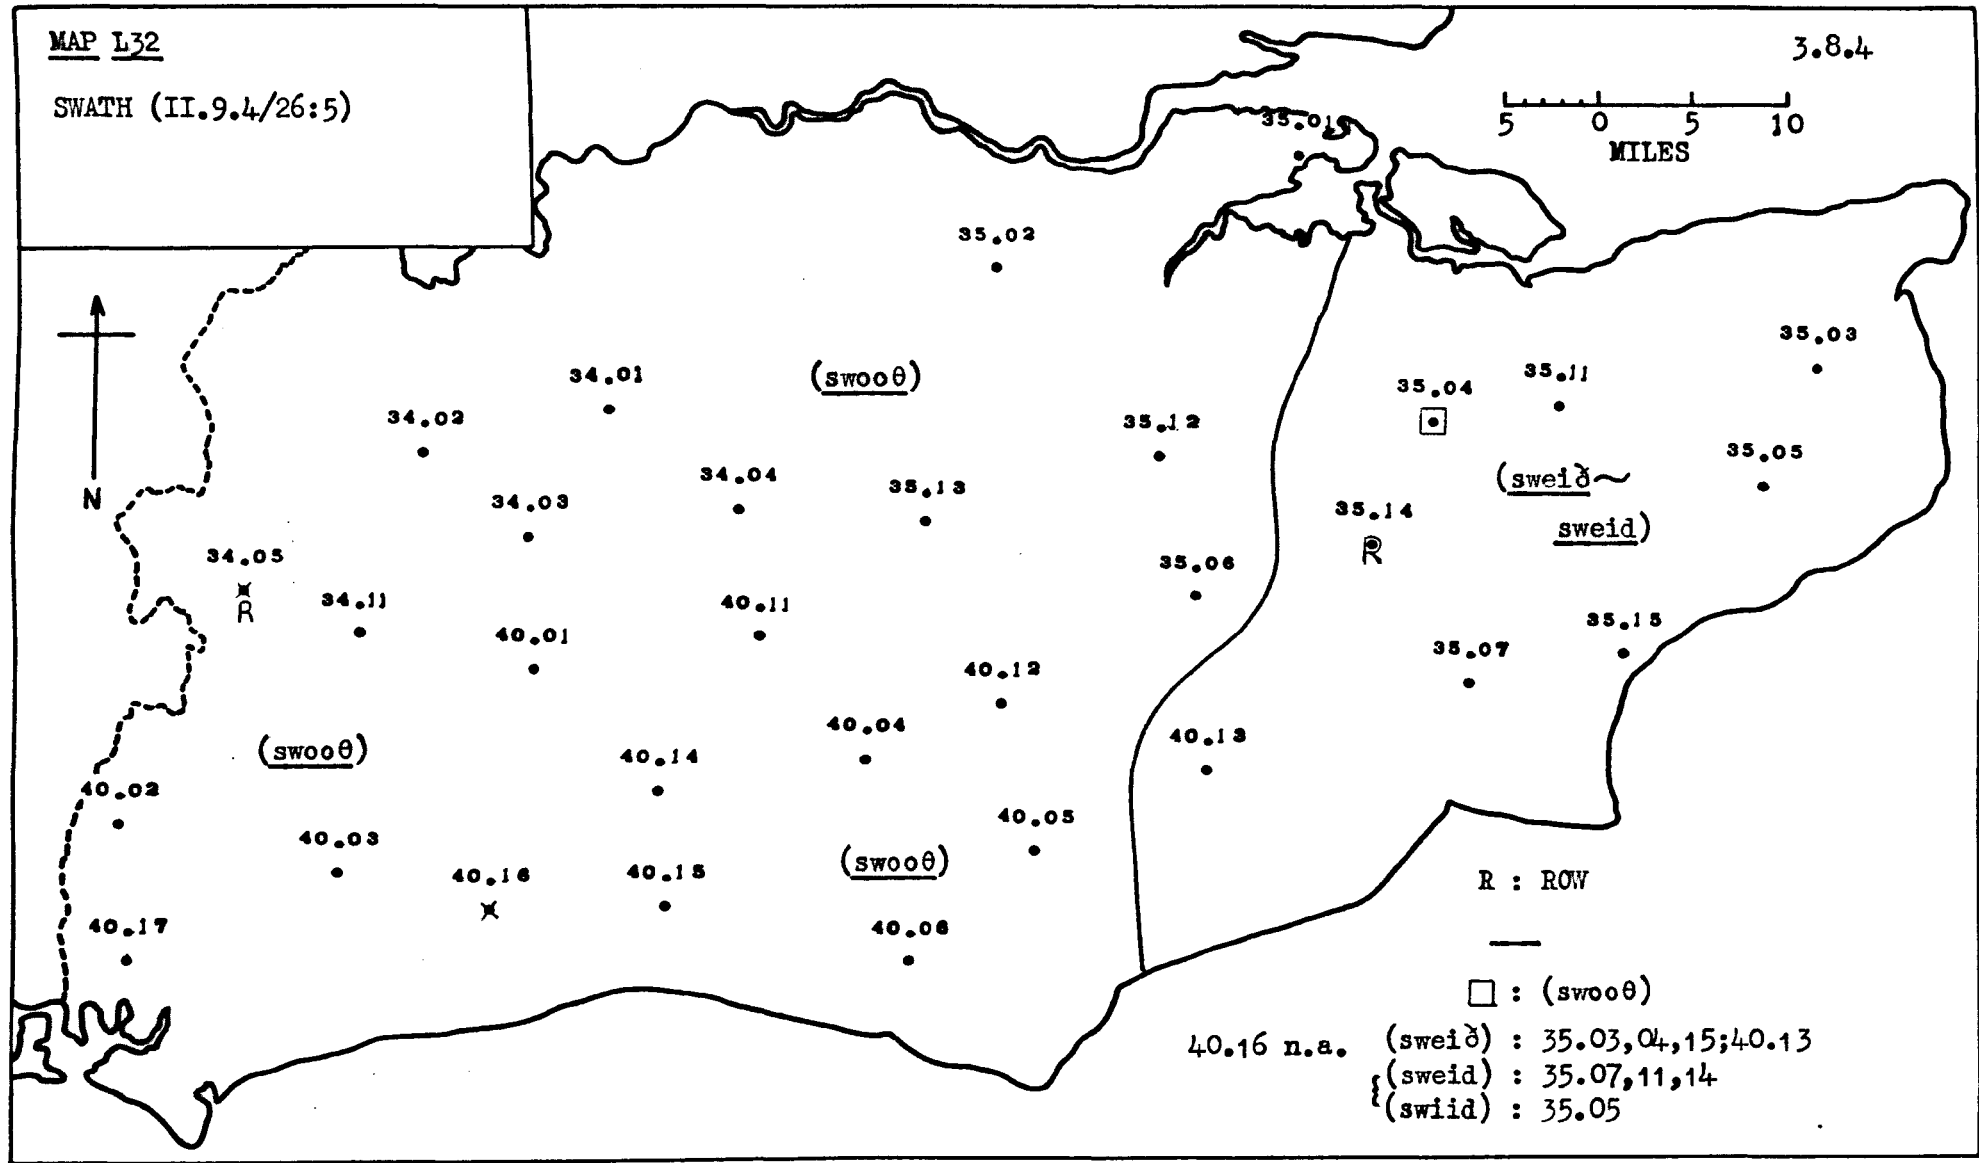 MAP L32
SWATH (II.9.4/26:5)
3.8.4
5 0 5 10
MILES
35.01
35.02
35.03
34.01
(swooθ)
35.04
35.11
34.02
35.12
35.05
34.04
35.13
34.03
(sweið~
sweid)
N
35.14
34.05
R
R
35.06
34.11
40.11
40.01
35.15
35.07
40.12
40.04
40.13
(swooθ)
40.14
40.02
40.05
40.03
(swooθ)
40.16
40.15
R : ROW
40.17
40.06
□ : (swooθ)
40.16 n.a.
(sweið) : 35.03,04,15;40.13
(sweid) : 35.07,11,14
(swiid) : 35.05